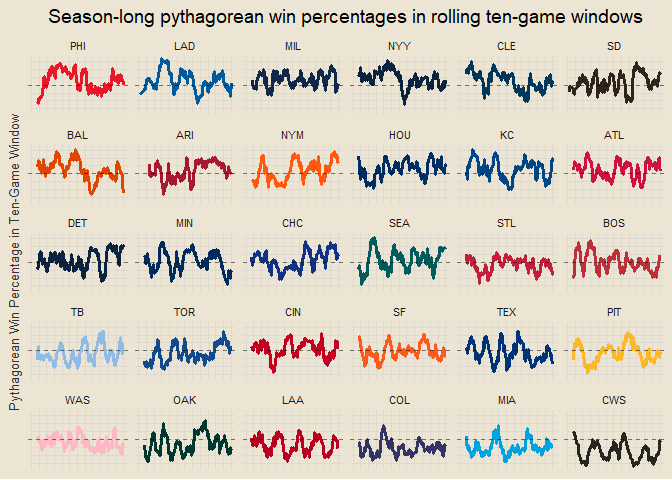 Season-long pythagorean win percentages in rolling ten-game windows
Pythagorean Win Percentage in Ten-Game Window
PHI LAD MIL NYY CLE SD
BAL ARI NYM HOU KC ATL
DET MIN CHC SEA STL BOS
TB TOR CIN SF TEX PIT
WAS OAK LAA COL MIA CWS